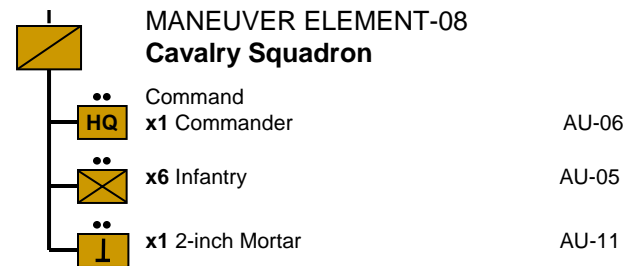 MANEUVER ELEMENT-08
Cavalry Squadron
Command
HQ x1 Commander AU-06
x6 Infantry AU-05
x1 2-inch Mortar AU-11